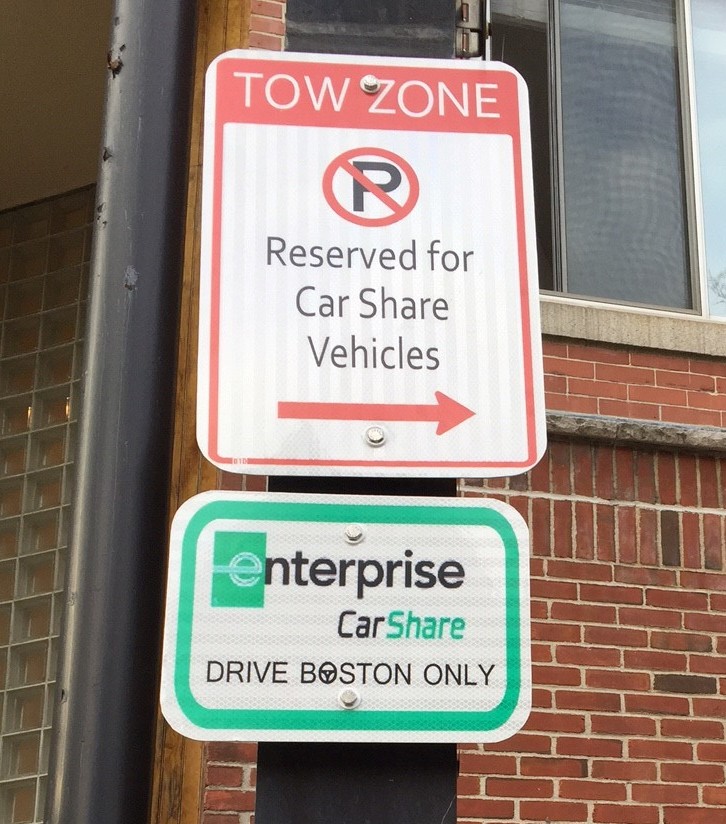 TOW ZONE
P
Reserved for
Car Share
Vehicles
enterprise
CarShare
DRIVE BOSTON ONLY